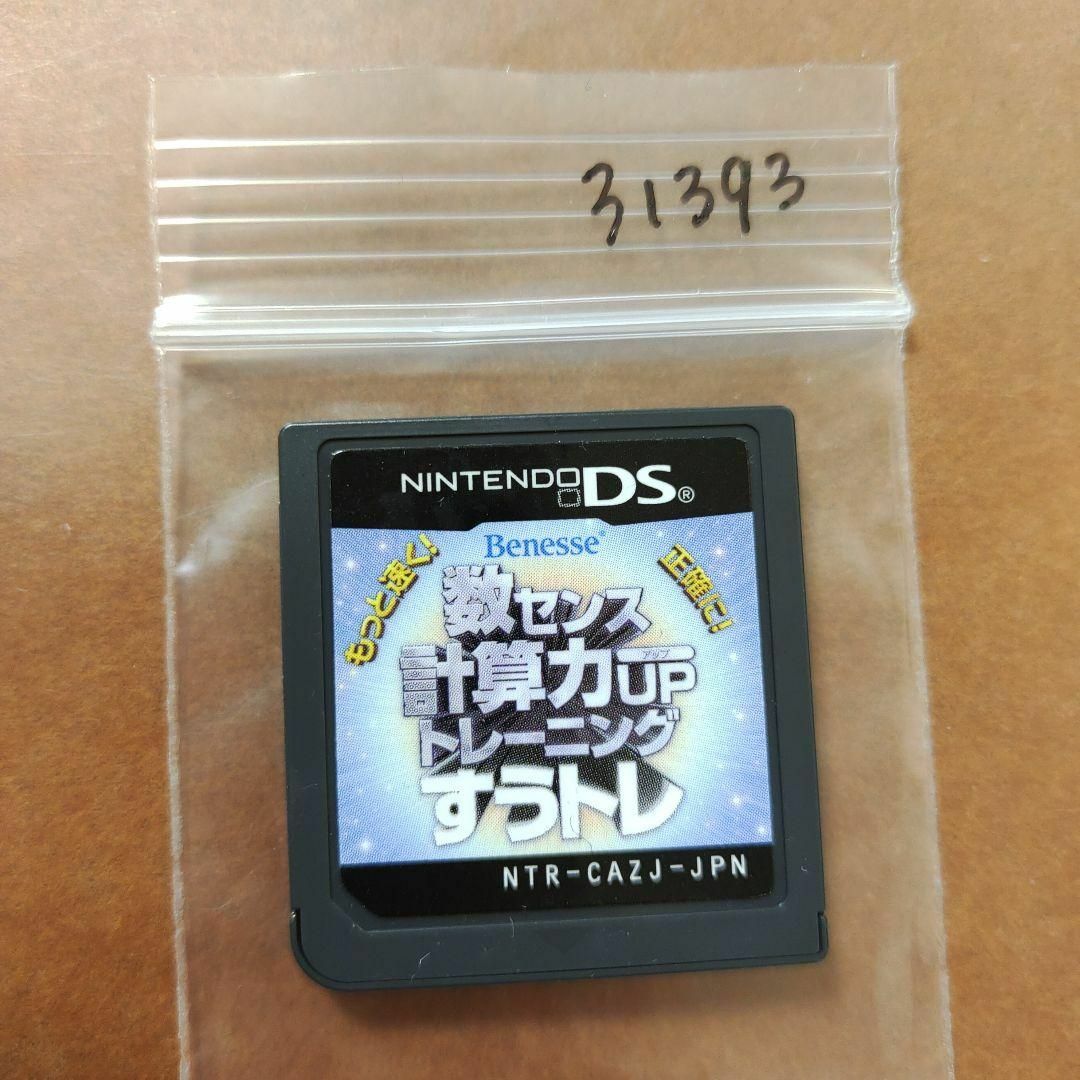 31393
NINTENDO DS®
Benesse®
もっと速く!
正確に!
数センス
計算力UP
アップ
トレーニング
すうトレ
NTR-CAZJ-JPN